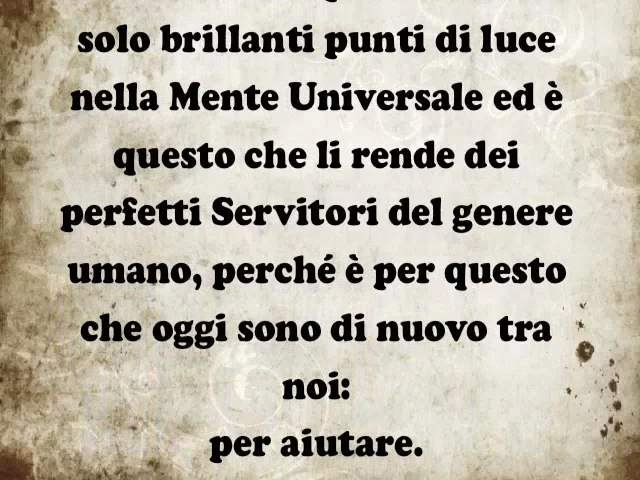 solo brillanti punti di luce
nella Mente Universale ed è
questo che li rende dei
perfetti Servitori del genere
umano, perché è per questo
che oggi sono di nuovo tra
noi:
per aiutare.